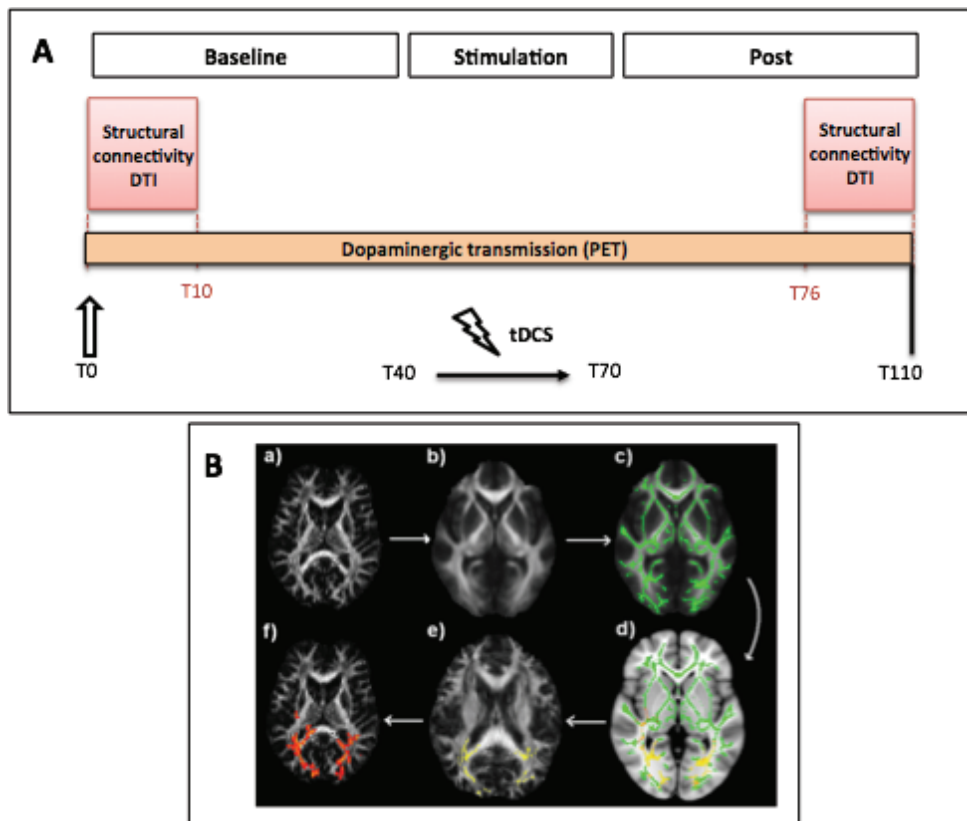 A
Baseline Stimulation Post
Structural
connectivity
DTI
Structural
connectivity
DTI
Dopaminergic transmission (PET)
T10 T76
tDCS
T0 T40 T70 T110
B
a) b) c)
f) e) d)